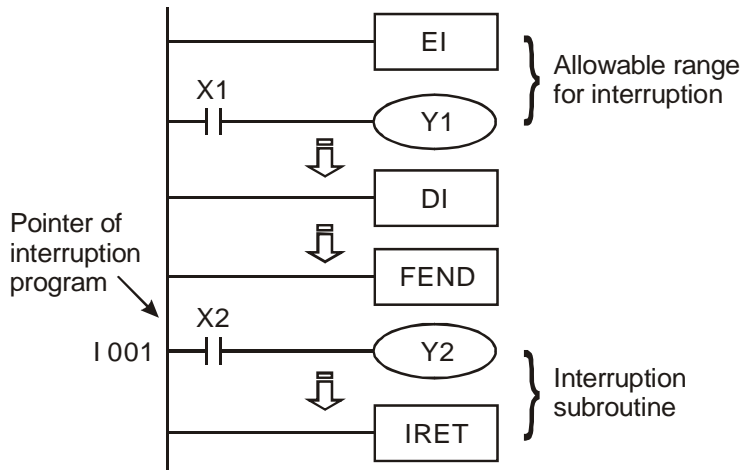 EI
Allowable range
for interruption
X1
Y1
DI
Pointer of
interruption
program
FEND
X2
I 001
Y2
Interruption
subroutine
IRET